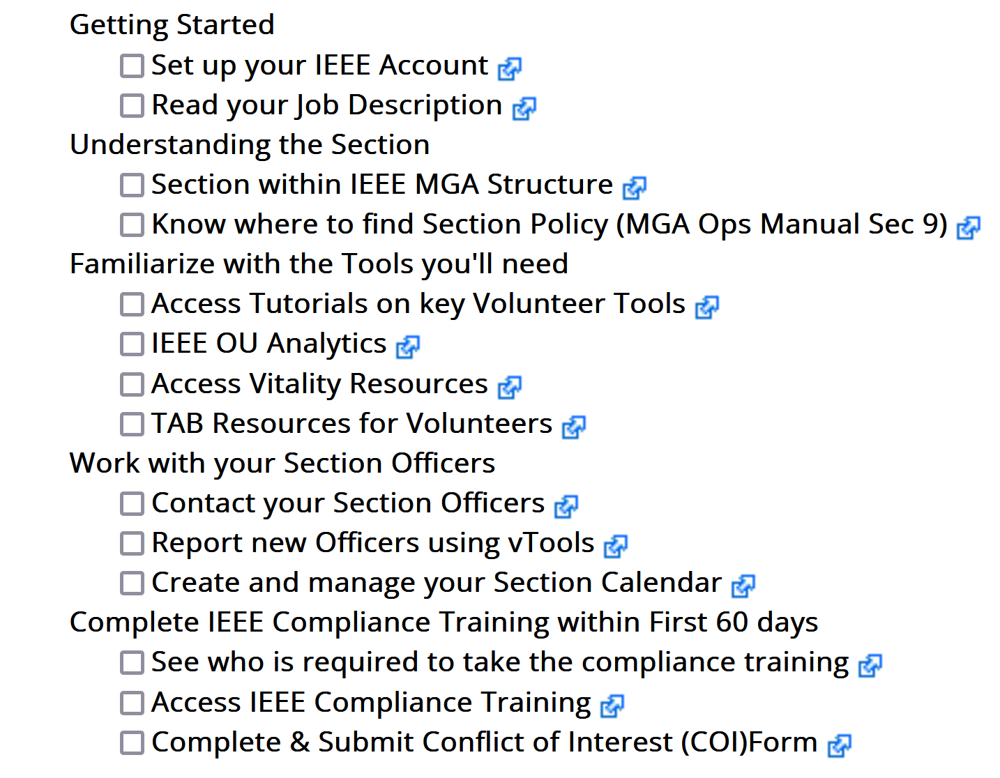 Getting Started
Set up your IEEE Account
Read your Job Description
Understanding the Section
Section within IEEE MGA Structure
Know where to find Section Policy (MGA Ops Manual Sec 9)
Familiarize with the Tools you'll need
Access Tutorials on key Volunteer Tools
IEEE OU Analytics
Access Vitality Resources
TAB Resources for Volunteers
Work with your Section Officers
Contact your Section Officers
Report new Officers using vTools
Create and manage your Section Calendar
Complete IEEE Compliance Training within First 60 days
See who is required to take the compliance training
Access IEEE Compliance Training
Complete & Submit Conflict of Interest (COI)Form